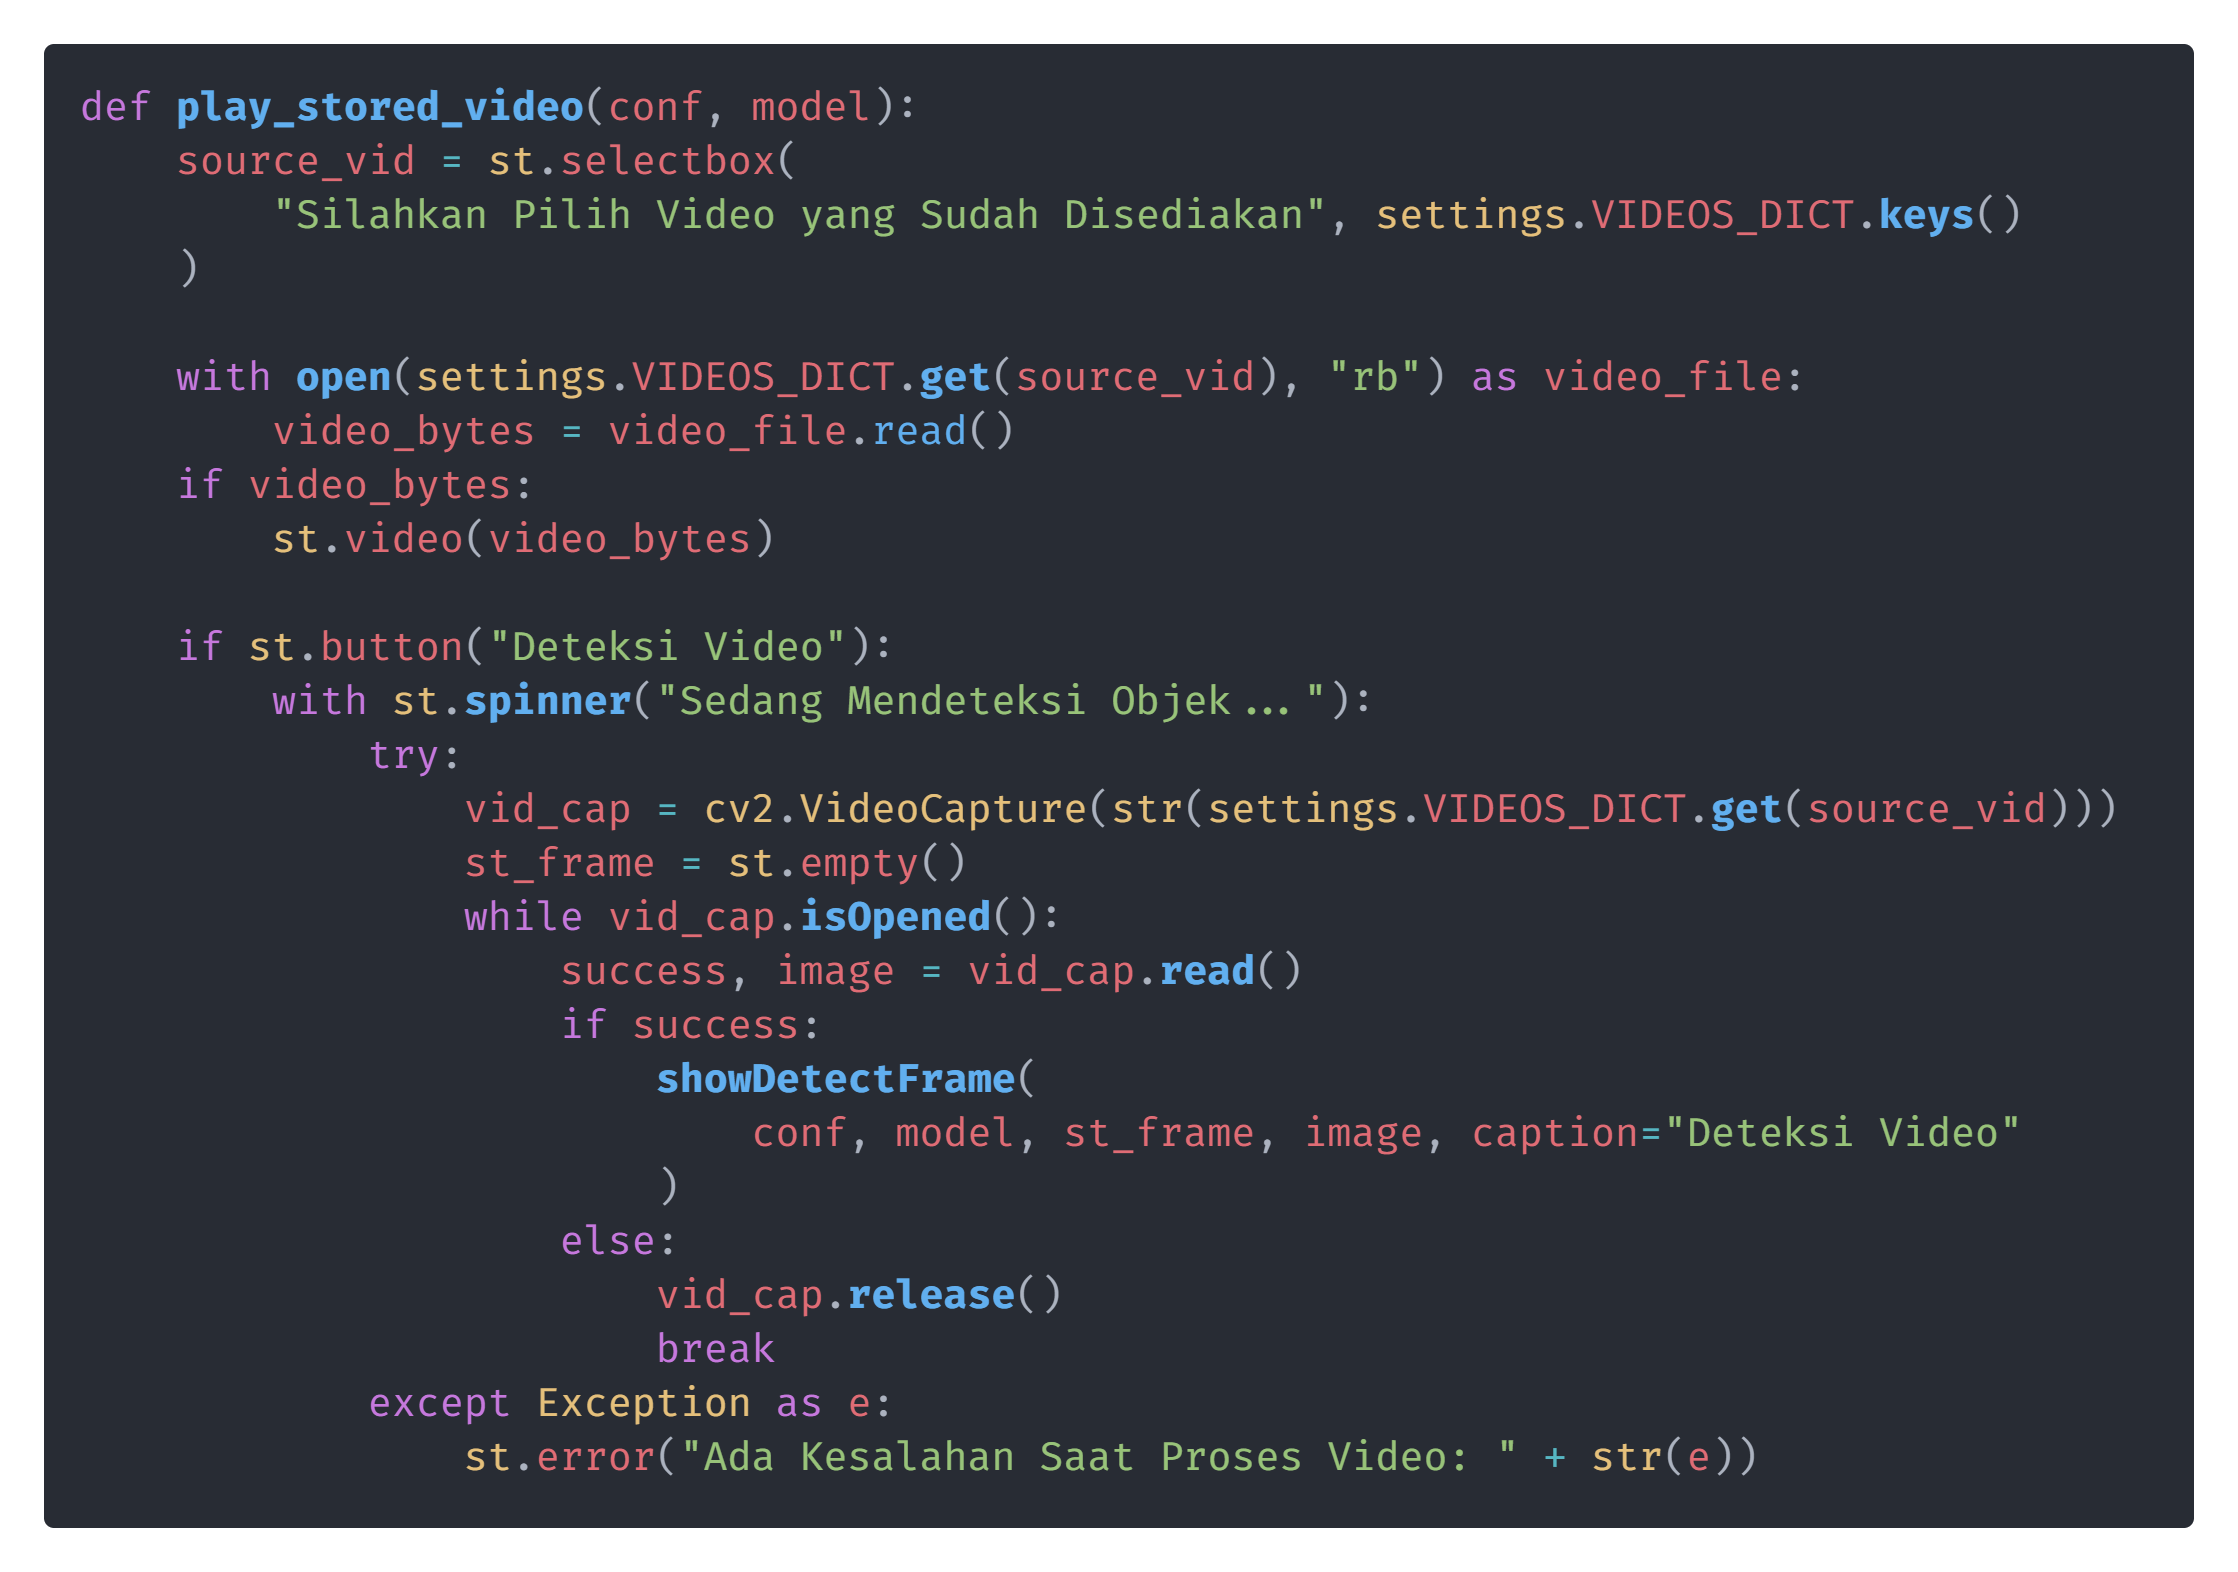 def play_stored_video(conf, model):
    source_vid = st.selectbox(
        "Silahkan Pilih Video yang Sudah Disediakan", settings.VIDEOS_DICT.keys()
    )

    with open(settings.VIDEOS_DICT.get(source_vid), "rb") as video_file:
        video_bytes = video_file.read()
    if video_bytes:
        st.video(video_bytes)

    if st.button("Deteksi Video"):
        with st.spinner("Sedang Mendeteksi Objek..."):
            try:
                vid_cap = cv2.VideoCapture(str(settings.VIDEOS_DICT.get(source_vid)))
                st_frame = st.empty()
                while vid_cap.isOpened():
                    success, image = vid_cap.read()
                    if success:
                        showDetectFrame(
                            conf, model, st_frame, image, caption="Deteksi Video"
                        )
                    else:
                        vid_cap.release()
                        break
            except Exception as e:
                st.error("Ada Kesalahan Saat Proses Video: " + str(e))